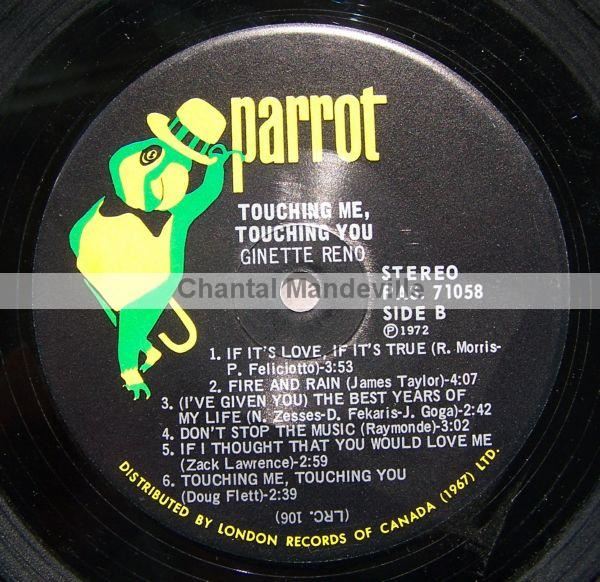 parrot
TOUCHING ME,
TOUCHING YOU
GINETTE RENO
Chantal Mandeville
STEREO
PAS. 71058
SIDE B
Ⓟ1972
1. IF IT'S LOVE, IF IT'S TRUE (R. Morris-
P. Feliciotto)-3:53
2. FIRE AND RAIN (James Taylor)-4:07
3. (I'VE GIVEN YOU) THE BEST YEARS OF
MY LIFE (N. Zesses-D. Fekaris-J. Goga)-2:42
4. DON'T STOP THE MUSIC (Raymonde)-3:02
5. IF I THOUGHT THAT YOU WOULD LOVE ME
(Zack Lawrence)-2:59
6. TOUCHING ME, TOUCHING YOU
(Doug Flett)-2:39
(LRC. 106)
DISTRIBUTED BY LONDON RECORDS OF CANADA (1967) LTD.